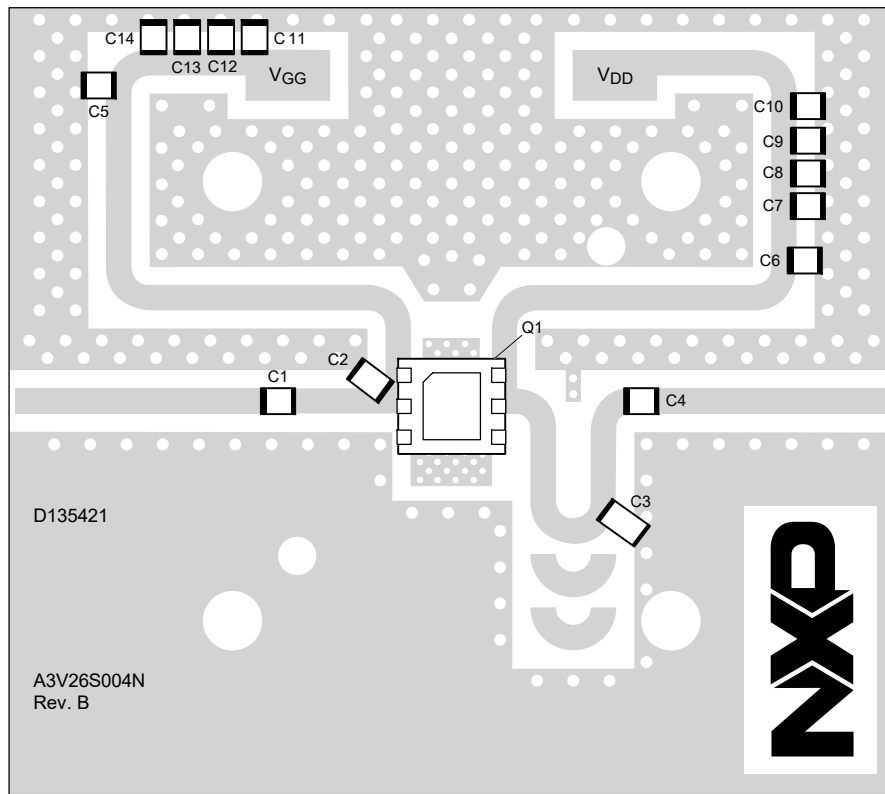 C14
C 11
C13
C12
C5
VGG
VDD
C10
C9
C8
C7
C6
Q1
C2
C1
C4
C3
D135421
A3V26S004N
Rev. B
NXP